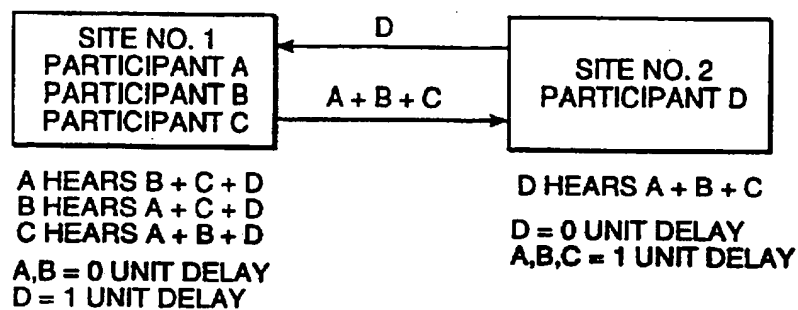 SITE NO. 1
PARTICIPANT A
PARTICIPANT B
PARTICIPANT C
D
A + B + C
SITE NO. 2
PARTICIPANT D
A HEARS B + C + D
B HEARS A + C + D
C HEARS A + B + D
A,B = 0 UNIT DELAY
D = 1 UNIT DELAY
D HEARS A + B + C
D = 0 UNIT DELAY
A,B,C = 1 UNIT DELAY